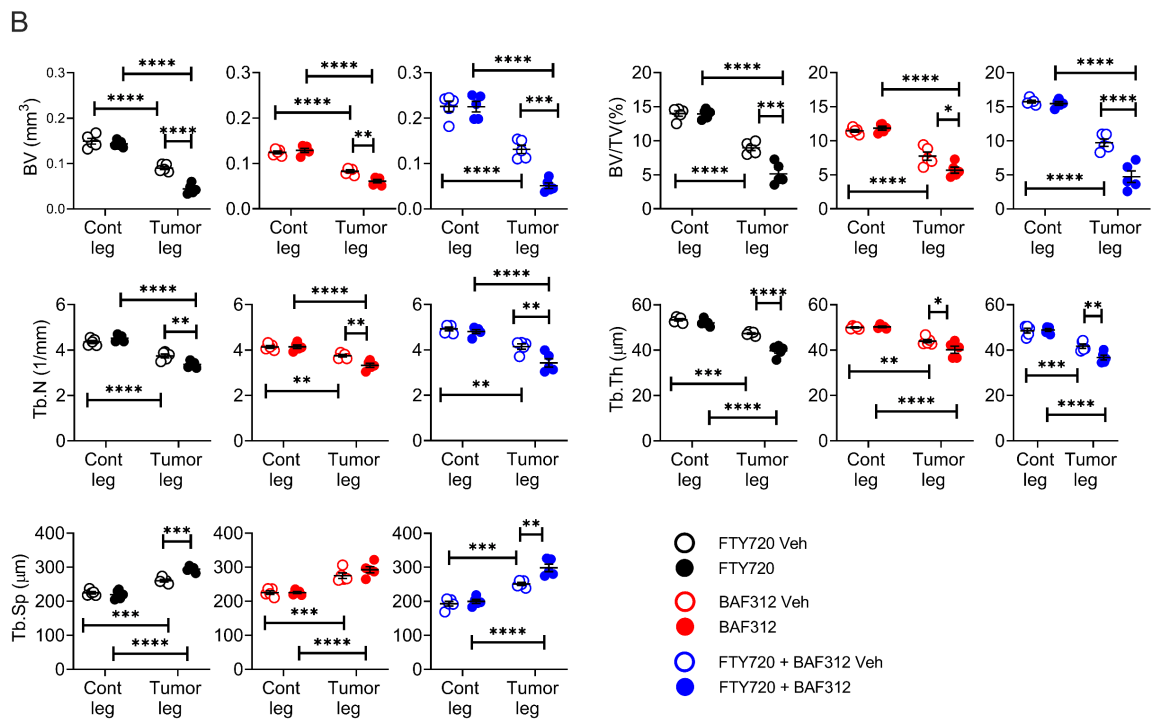 B
BV (mm³)
0.3
0.2
0.1
0.0
****
****
****
Cont leg
Tumor leg
0.3
0.2
0.1
0.0
****
****
**
Cont leg
Tumor leg
0.3
0.2
0.1
0.0
****
***
****
Cont leg
Tumor leg
BV/TV(%)
20
15
10
5
0
****
***
****
Cont leg
Tumor leg
20
15
10
5
0
****
*
****
Cont leg
Tumor leg
20
15
10
5
0
****
****
****
Cont leg
Tumor leg
Tb.N (1/mm)
6
4
2
0
****
**
****
Cont leg
Tumor leg
6
4
2
0
****
**
**
Cont leg
Tumor leg
6
4
2
0
****
**
**
Cont leg
Tumor leg
Tb.Th (μm)
60
40
20
0
****
***
****
Cont leg
Tumor leg
60
40
20
0
*
**
****
Cont leg
Tumor leg
60
40
20
0
**
***
****
Cont leg
Tumor leg
Tb.Sp (μm)
400
300
200
100
0
***
***
****
Cont leg
Tumor leg
400
300
200
100
0
***
****
Cont leg
Tumor leg
400
300
200
100
0
**
***
****
Cont leg
Tumor leg
FTY720 Veh
FTY720
BAF312 Veh
BAF312
FTY720 + BAF312 Veh
FTY720 + BAF312